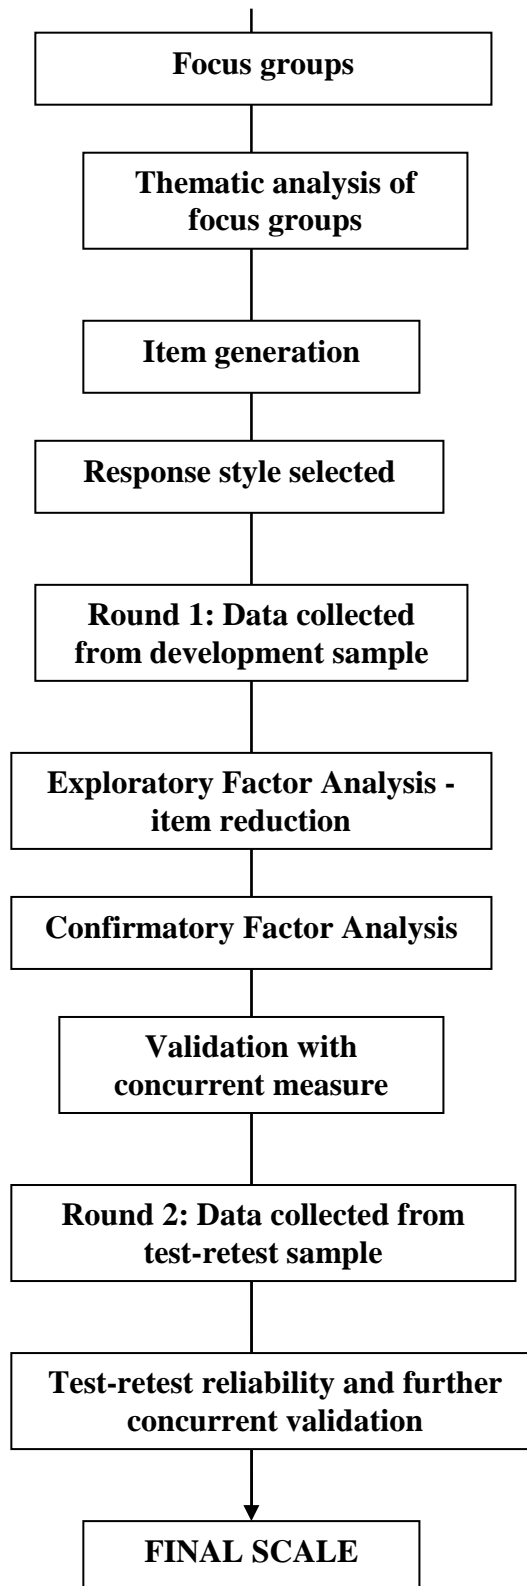 Focus groups
Thematic analysis of
focus groups
Item generation
Response style selected
Round 1: Data collected
from development sample
Exploratory Factor Analysis -
item reduction
Confirmatory Factor Analysis
Validation with
concurrent measure
Round 2: Data collected from
test-retest sample
Test-retest reliability and further
concurrent validation
FINAL SCALE